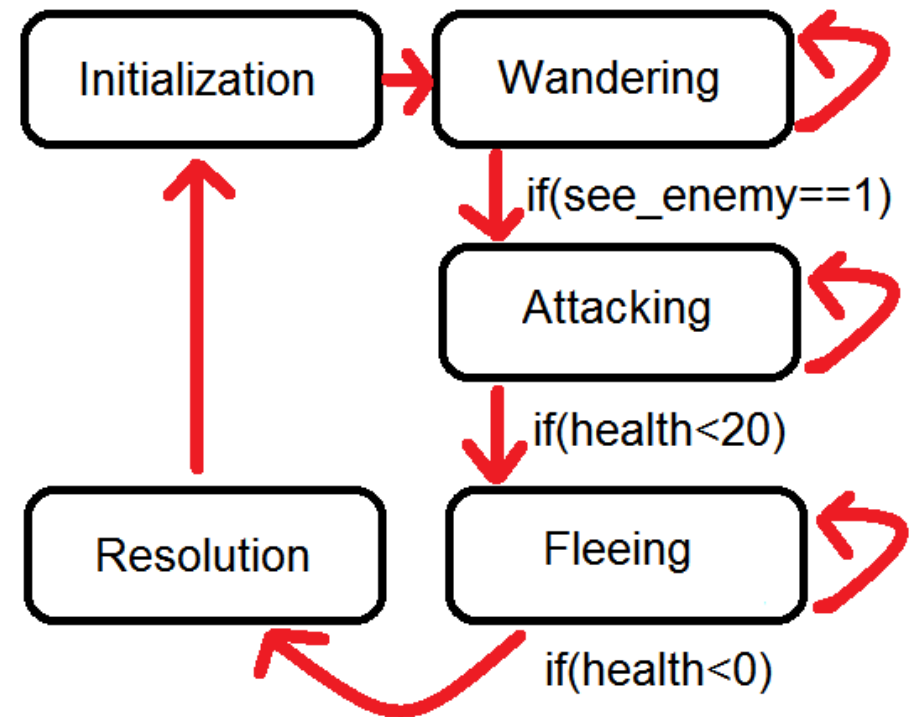 Initialization
Wandering
if(see_enemy==1)
Attacking
if(health<20)
Resolution
Fleeing
if(health<0)